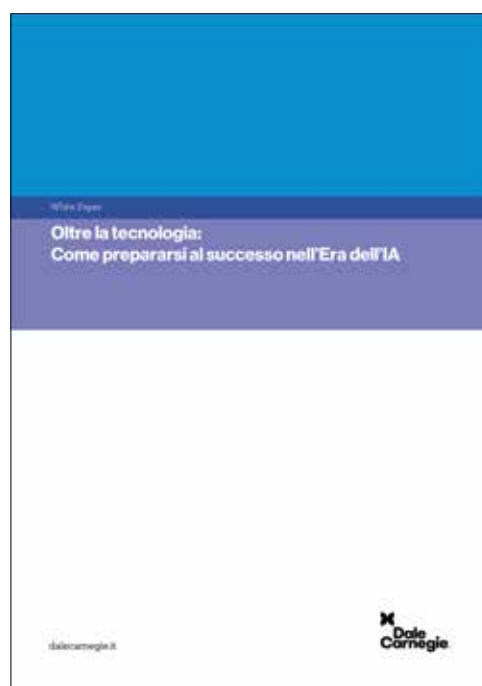 White Paper
Oltre la tecnologia:
Come prepararsi al successo nell'Era dell'IA
dalecarnegie.it
Dale
Carnegie